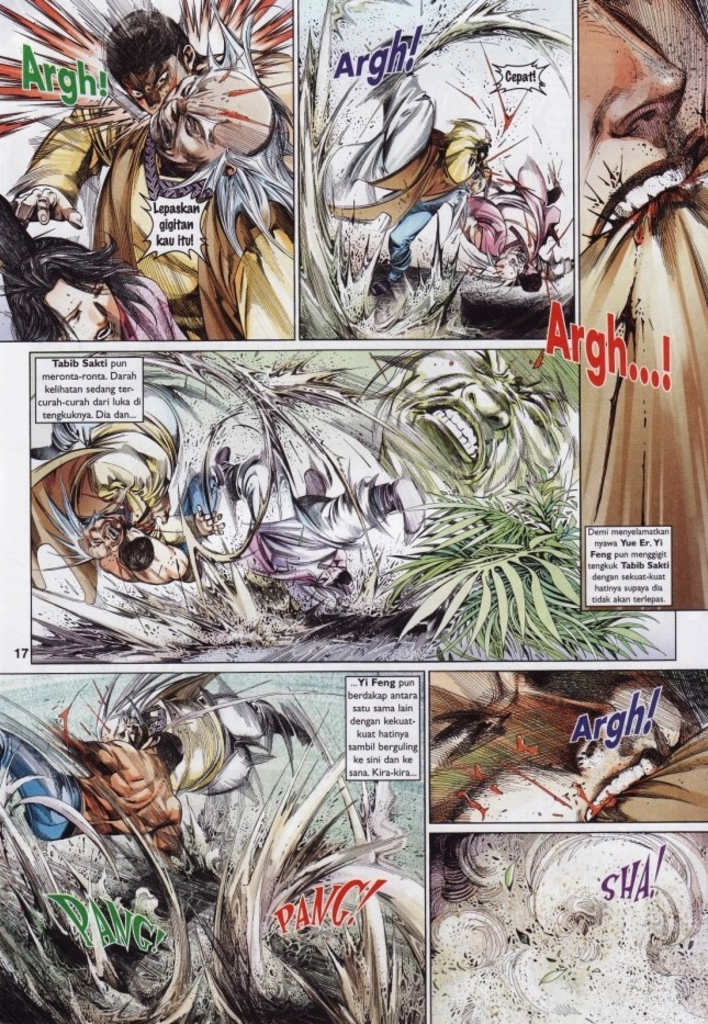 Argh!
Lepaskan
gigitan
kau itu!
Argh!
Cepat!
Argh...!
Demi menyelamatkan
nyawa Yue Er, Yi
Feng pun menggigit
tengkuk Tabib Sakti
dengan sekuat-kuat
hatinya supaya dia
tidak akan terlepas.
Tabib Sakti pun
meronta-ronta. Darah
kelihatan sedang ter-
curah-curah dari luka di
tengkuknya. Dia dan...
17
...Yi Feng pun
berdakap antara
satu sama lain
dengan kekuat-
kuatan hatinya
sambil berguling
ke sini dan ke
sana. Kira-kira...
PANG!
PANG!
Argh!
SHA!